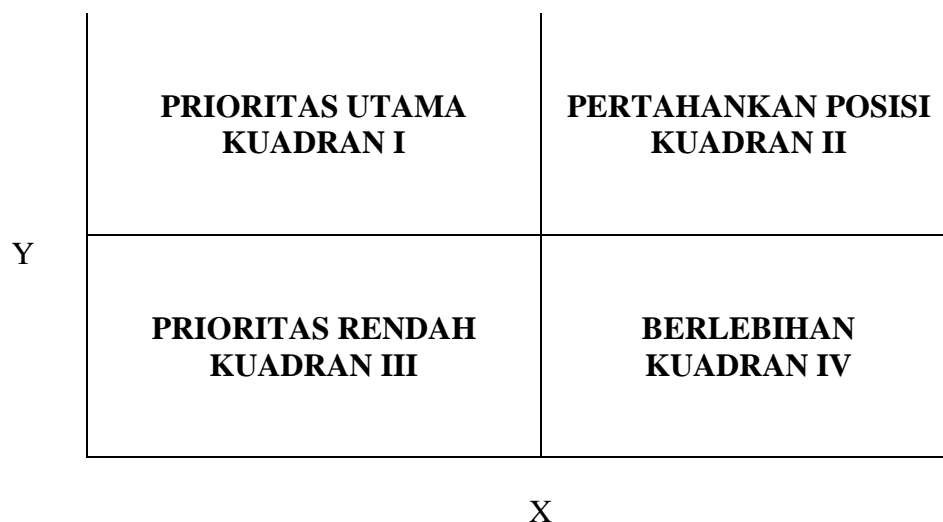 PRIORITAS UTAMA
KUADRAN I
PERTAHANKAN POSISI
KUADRAN II
Y
PRIORITAS RENDAH
KUADRAN III
BERLEBIHAN
KUADRAN IV
X